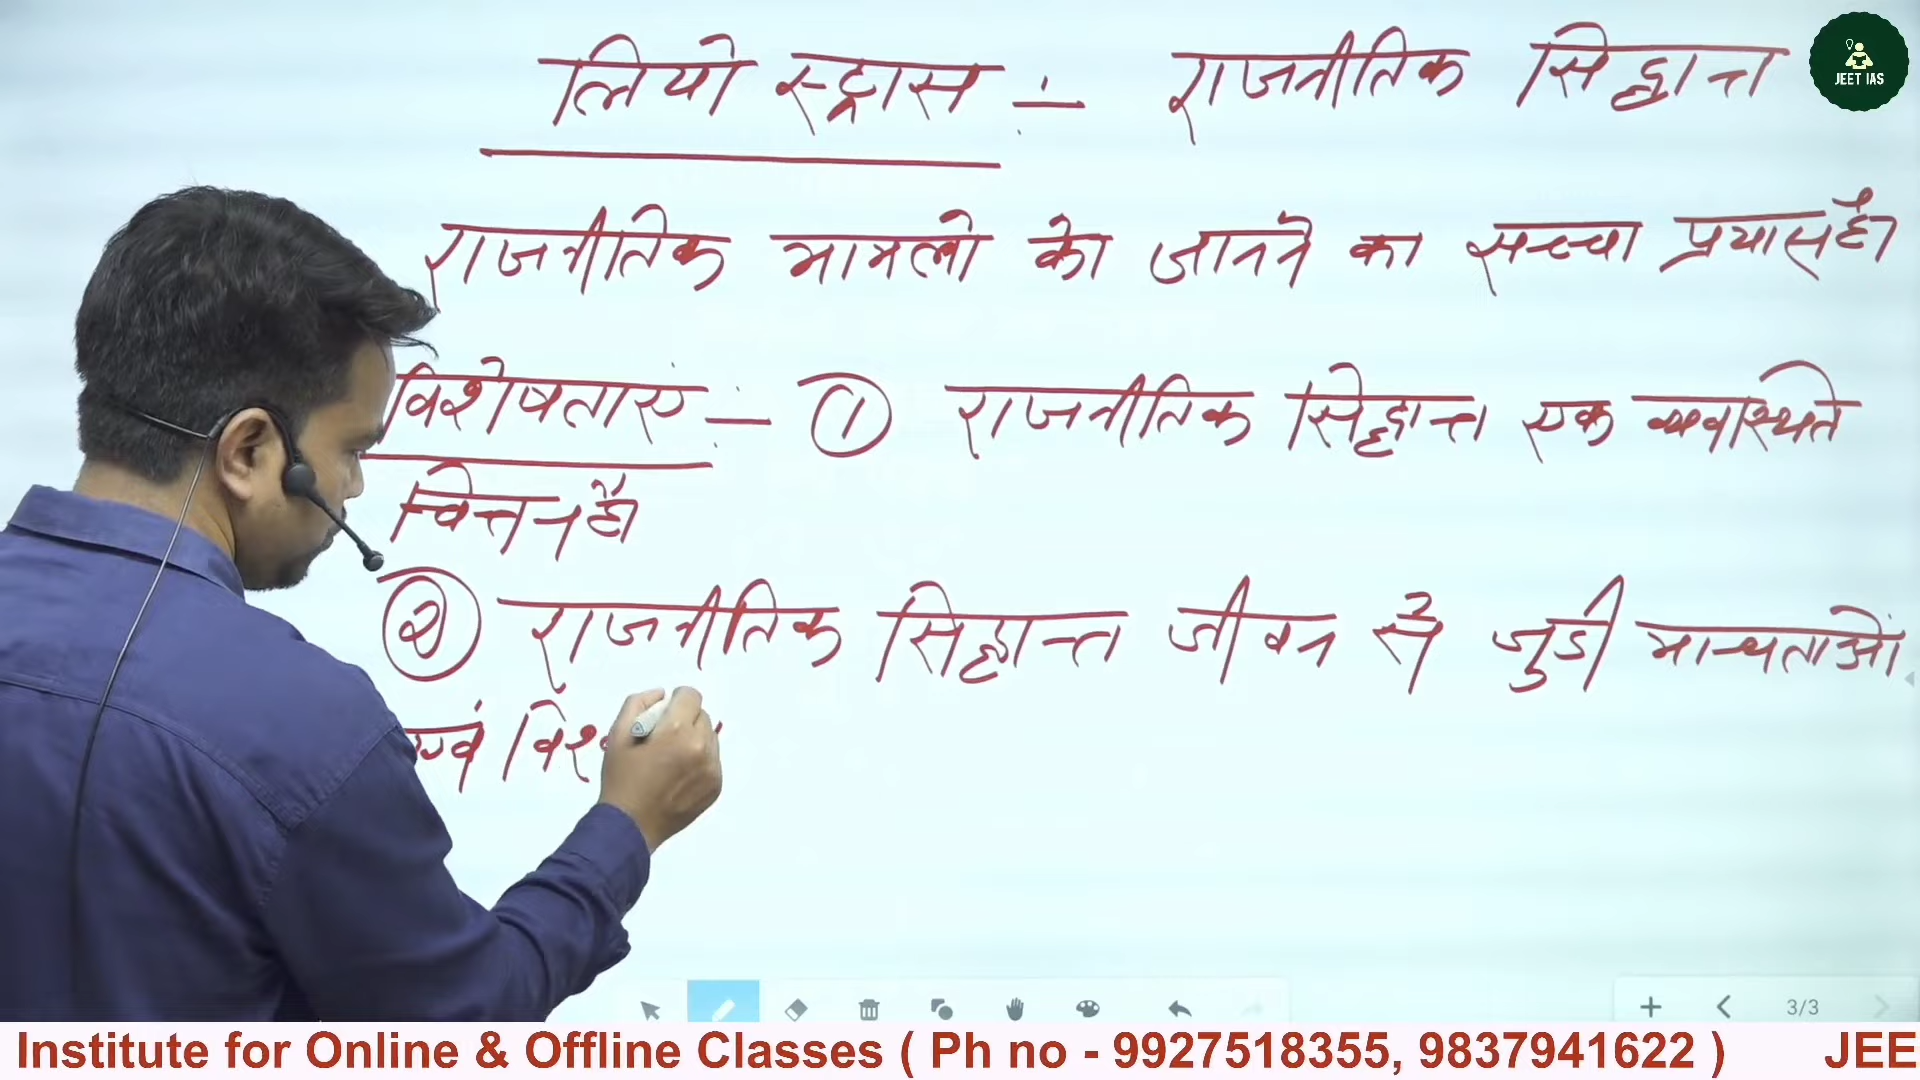 लियो स्ट्रास :- राजनीतिक सिद्धान्त
राजनीतिक मामलो को जानने का सच्चा प्रयास है।
विशेषताएं :- ① राजनीतिक सिद्धान्त एक व्यवस्थित
चिन्तन है।
② राजनीतिक सिद्धान्त जीवन से जुडी मान्यताओं
एवं
JEET IAS
3/3
Institute for Online & Offline Classes ( Ph no - 9927518355, 9837941622 ) JEE